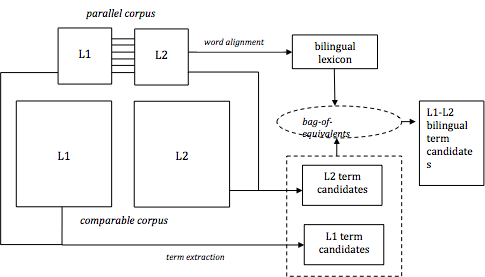 parallel corpus
L1
L2
word alignment
bilingual
lexicon
bag-of-
equivalents
L1-L2
bilingual
term
candidate
s
L1
L2
L2 term
candidates
comparable corpus
L1 term
candidates
term extraction